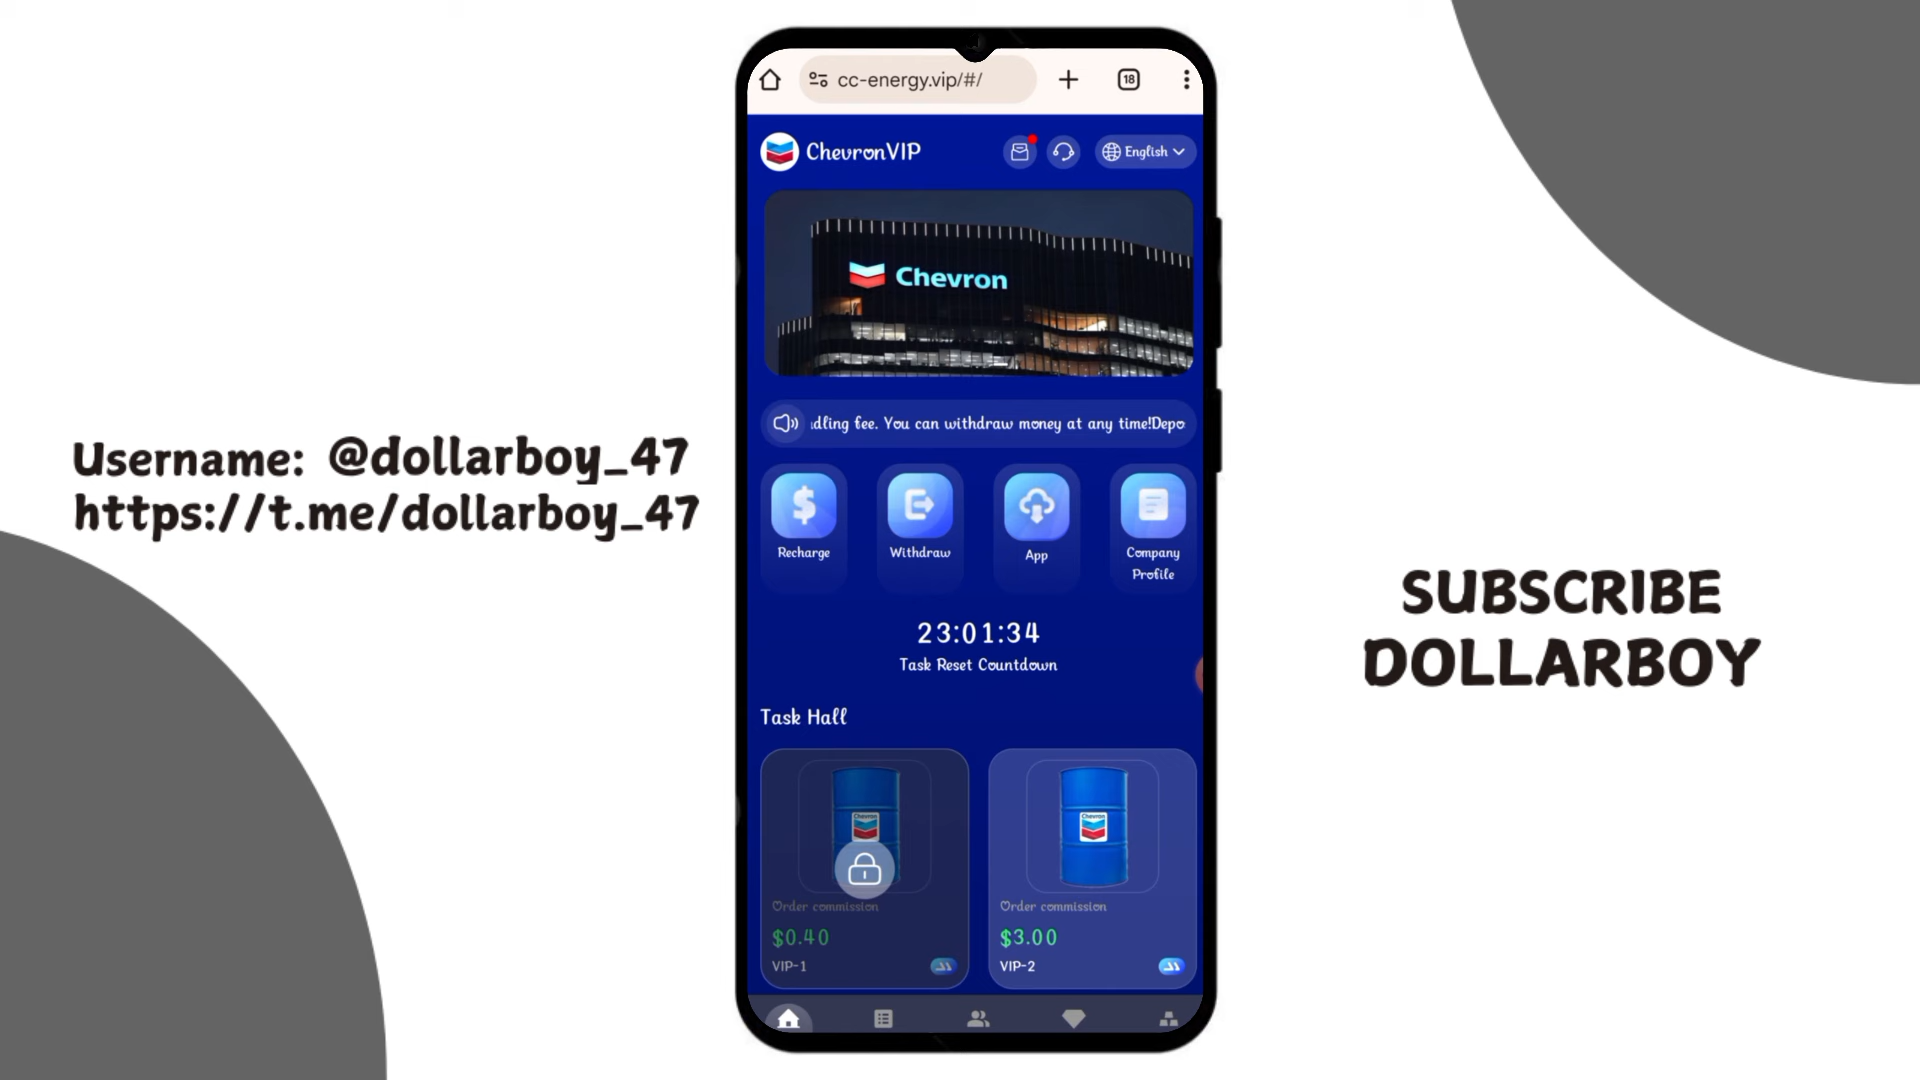 cc-energy.vip/#/
18
ChevronVIP
English
Chevron
dling fee. You can withdraw money at any time!Depo
Recharge
Withdraw
App
Company
Profile
23:01:34
Task Reset Countdown
Task Hall
Chevron
Order commission
$0.40
VIP-1
Chevron
Order commission
$3.00
VIP-2
Username: @dollarboy_47
https://t.me/dollarboy_47
SUBSCRIBE
DOLLARBOY